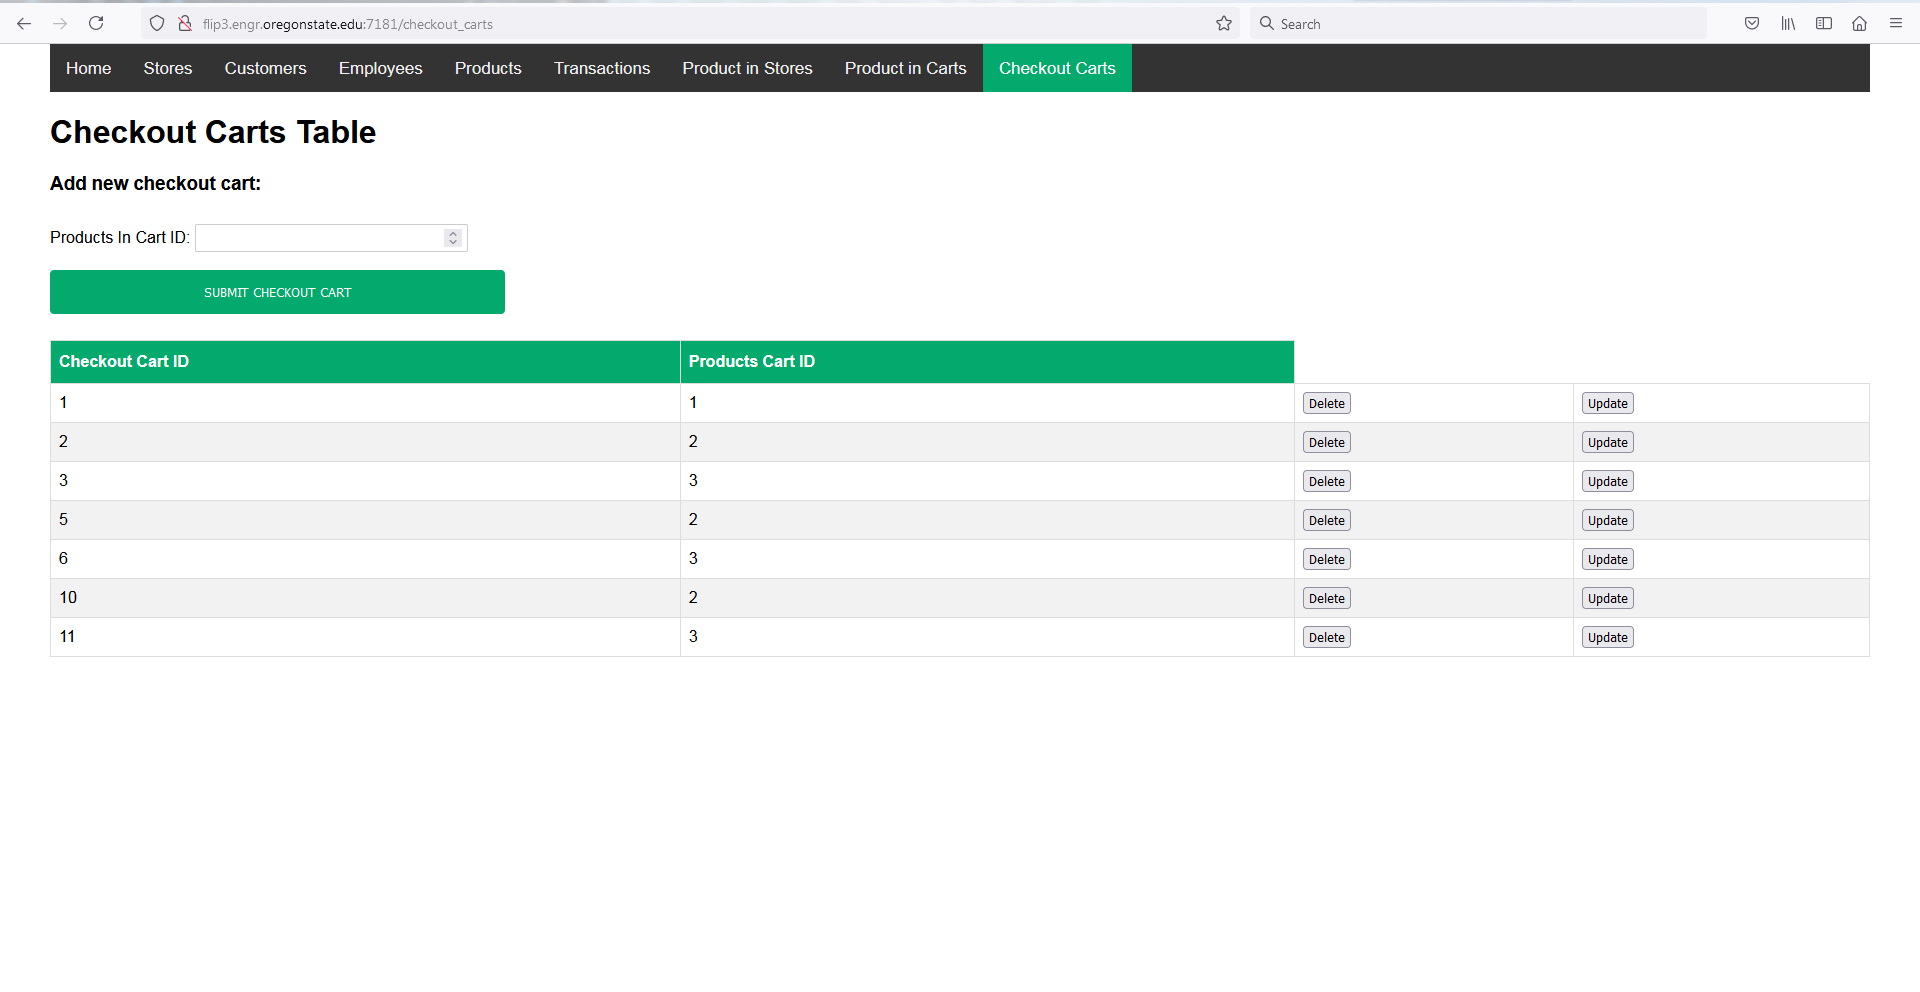 flip3.engr.oregonstate.edu:7181/checkout_carts Search
Home Stores Customers Employees Products Transactions Product in Stores Product in Carts Checkout Carts
Checkout Carts Table
Add new checkout cart:
Products In Cart ID:
SUBMIT CHECKOUT CART
Checkout Cart ID Products Cart ID
1 1 Delete Update
2 2 Delete Update
3 3 Delete Update
5 2 Delete Update
6 3 Delete Update
10 2 Delete Update
11 3 Delete Update